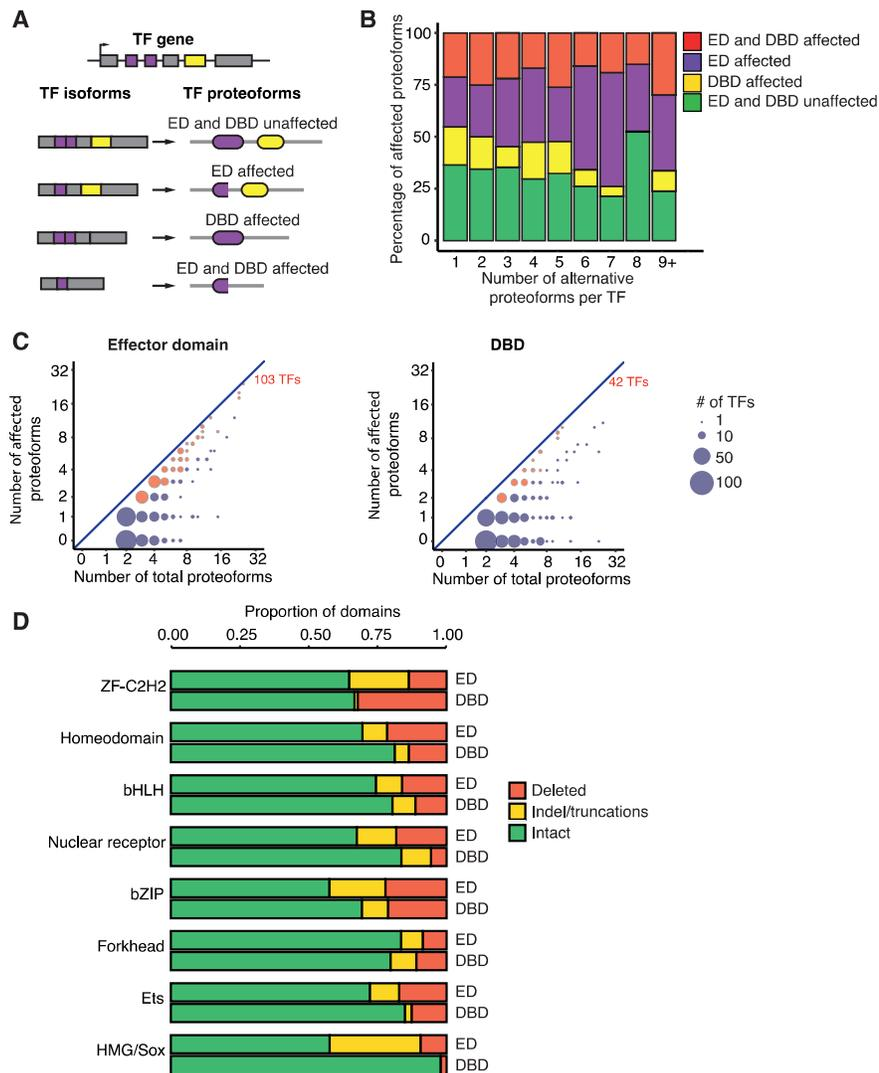 A
TF gene
TF isoforms
TF proteoforms
ED and DBD unaffected
ED affected
DBD affected
ED and DBD affected
B
Percentage of affected proteoforms
100
75
50
25
0
1 2 3 4 5 6 7 8 9+
Number of alternative
proteoforms per TF
ED and DBD affected
ED affected
DBD affected
ED and DBD unaffected
C
Effector domain
Number of affected
proteoforms
32
16
8
4
2
1
0
103 TFs
0 1 2 4 8 16 32
Number of total proteoforms
DBD
Number of affected
proteoforms
32
16
8
4
2
1
0
42 TFs
0 1 2 4 8 16 32
Number of total proteoforms
# of TFs
1
10
50
100
D
Proportion of domains
0.00 0.25 0.50 0.75 1.00
ZF-C2H2
ED
DBD
Homeodomain
ED
DBD
bHLH
ED
DBD
Nuclear receptor
ED
DBD
bZIP
ED
DBD
Forkhead
ED
DBD
Ets
ED
DBD
HMG/Sox
ED
DBD
Deleted
Indel/truncations
Intact